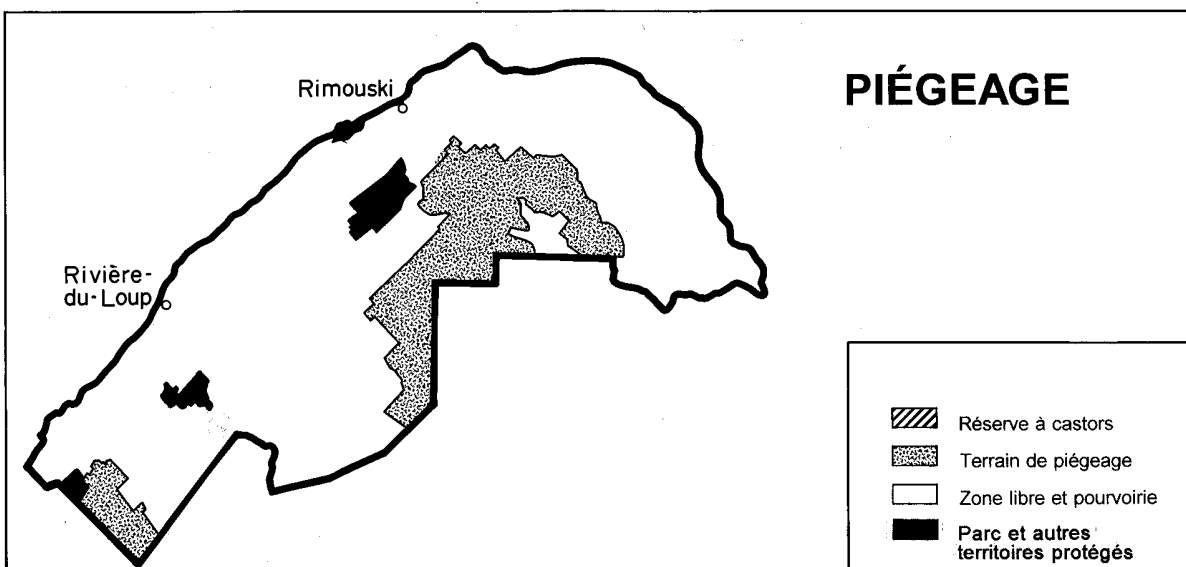 PIÉGEAGE
Rimouski
Rivière-
du-Loup
Réserve à castors
Terrain de piégeage
Zone libre et pourvoirie
Parc et autres
territoires protégés